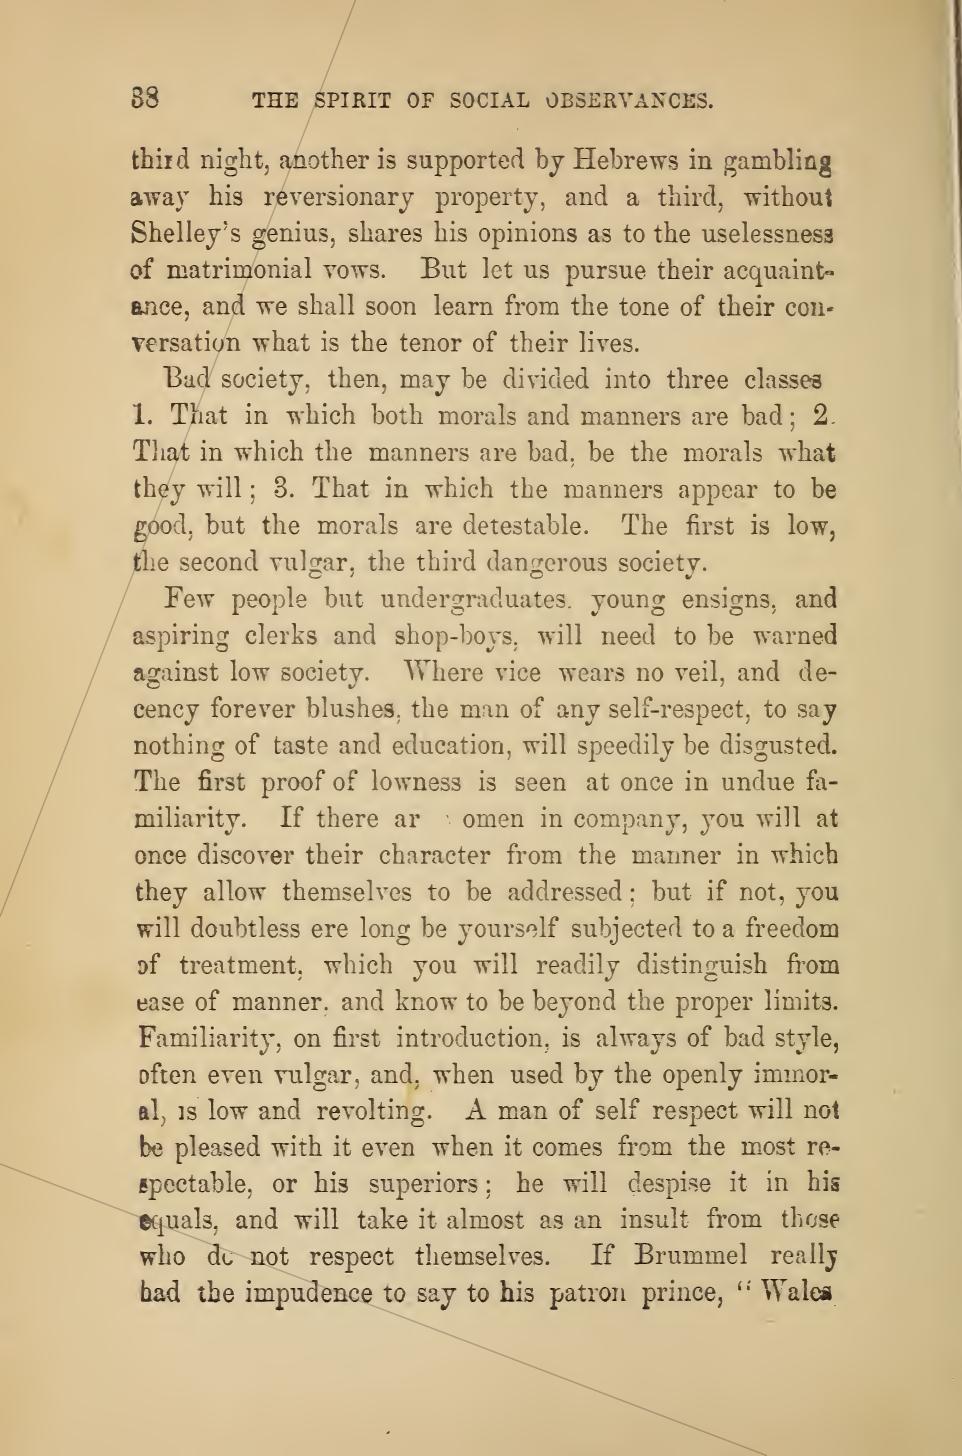 38 THE SPIRIT OF SOCIAL OBSERVANCES.
third night, another is supported by Hebrews in gambling
away his reversionary property, and a third, without
Shelley's genius, shares his opinions as to the uselessness
of matrimonial vows. But let us pursue their acquaint-
ance, and we shall soon learn from the tone of their con-
versation what is the tenor of their lives.
Bad society, then, may be divided into three classes
1. That in which both morals and manners are bad; 2.
That in which the manners are bad, be the morals what
they will; 3. That in which the manners appear to be
good, but the morals are detestable. The first is low,
the second vulgar, the third dangerous society.
Few people but undergraduates, young ensigns, and
aspiring clerks and shop-boys, will need to be warned
against low society. Where vice wears no veil, and de-
cency forever blushes, the man of any self-respect, to say
nothing of taste and education, will speedily be disgusted.
The first proof of lowness is seen at once in undue fa-
miliarity. If there ar omen in company, you will at
once discover their character from the manner in which
they allow themselves to be addressed; but if not, you
will doubtless ere long be yourself subjected to a freedom
of treatment, which you will readily distinguish from
ease of manner, and know to be beyond the proper limits.
Familiarity, on first introduction, is always of bad style,
often even vulgar, and, when used by the openly immor-
al, is low and revolting. A man of self respect will not
be pleased with it even when it comes from the most re-
spectable, or his superiors; he will despise it in his
equals, and will take it almost as an insult from those
who do not respect themselves. If Brummel really
had the impudence to say to his patron prince, "Wales